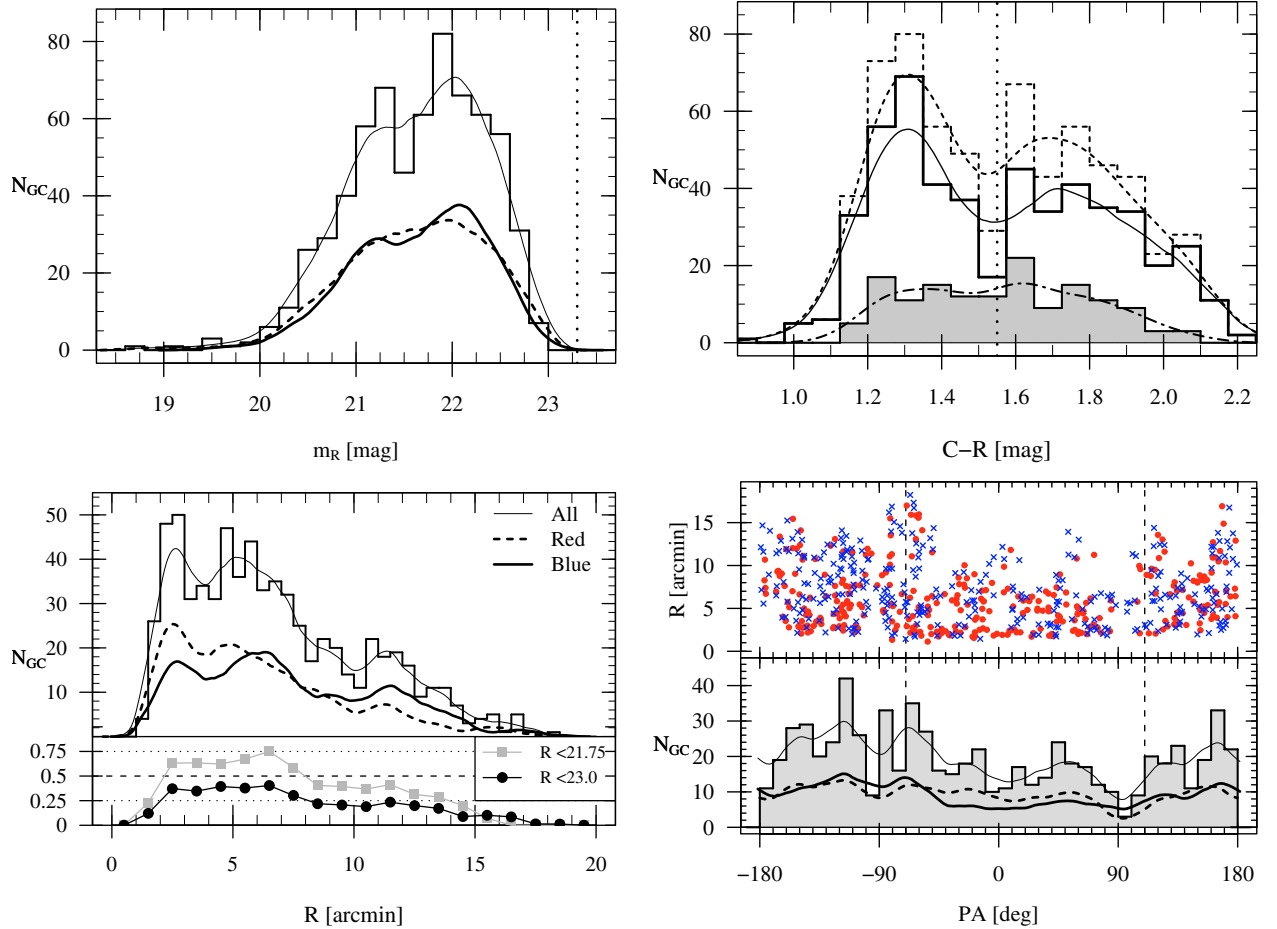 80
60
N_GC 40
20
0
19 20 21 22 23
m_R [mag]
80
60
N_GC 40
20
0
1.0 1.2 1.4 1.6 1.8 2.0 2.2
C−R [mag]
50
40
30
N_GC 20
10
All
Red
Blue
0.75
0.5
0.25
0
R <21.75
R <23.0
0 5 10 15 20
R [arcmin]
15
10
5
0
R [arcmin]
40
30
N_GC 20
10
0
−180 −90 0 90 180
PA [deg]